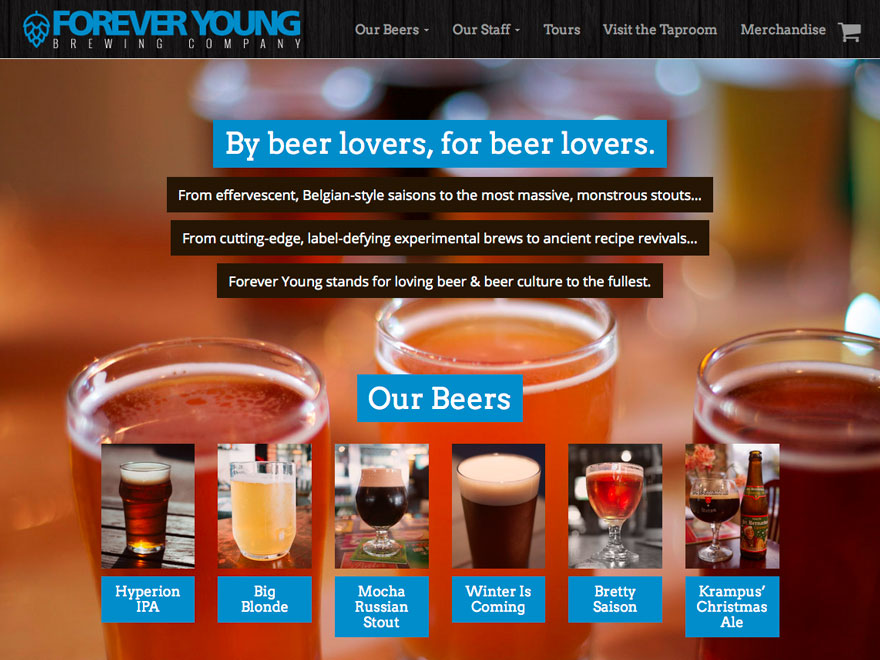 FOREVER YOUNG
BREWING COMPANY
Our Beers
Our Staff
Tours
Visit the Taproom
Merchandise
By beer lovers, for beer lovers.
From effervescent, Belgian-style saisons to the most massive, monstrous stouts...
From cutting-edge, label-defying experimental brews to ancient recipe revivals...
Forever Young stands for loving beer & beer culture to the fullest.
Our Beers
Hyperion
IPA
Big
Blonde
Mocha
Russian
Stout
Winter Is
Coming
Bretty
Saison
Krampus’
Christmas
Ale